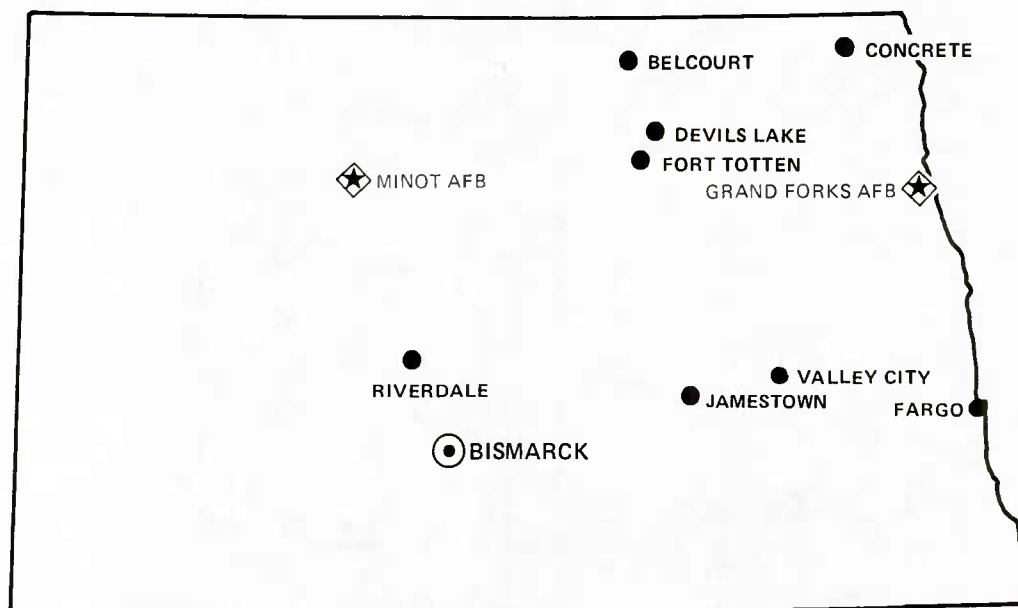 CONCRETE
BELCOURT
DEVILS LAKE
FORT TOTTEN
MINOT AFB
GRAND FORKS AFB
RIVERDALE
VALLEY CITY
JAMESTOWN
FARGO
BISMARCK